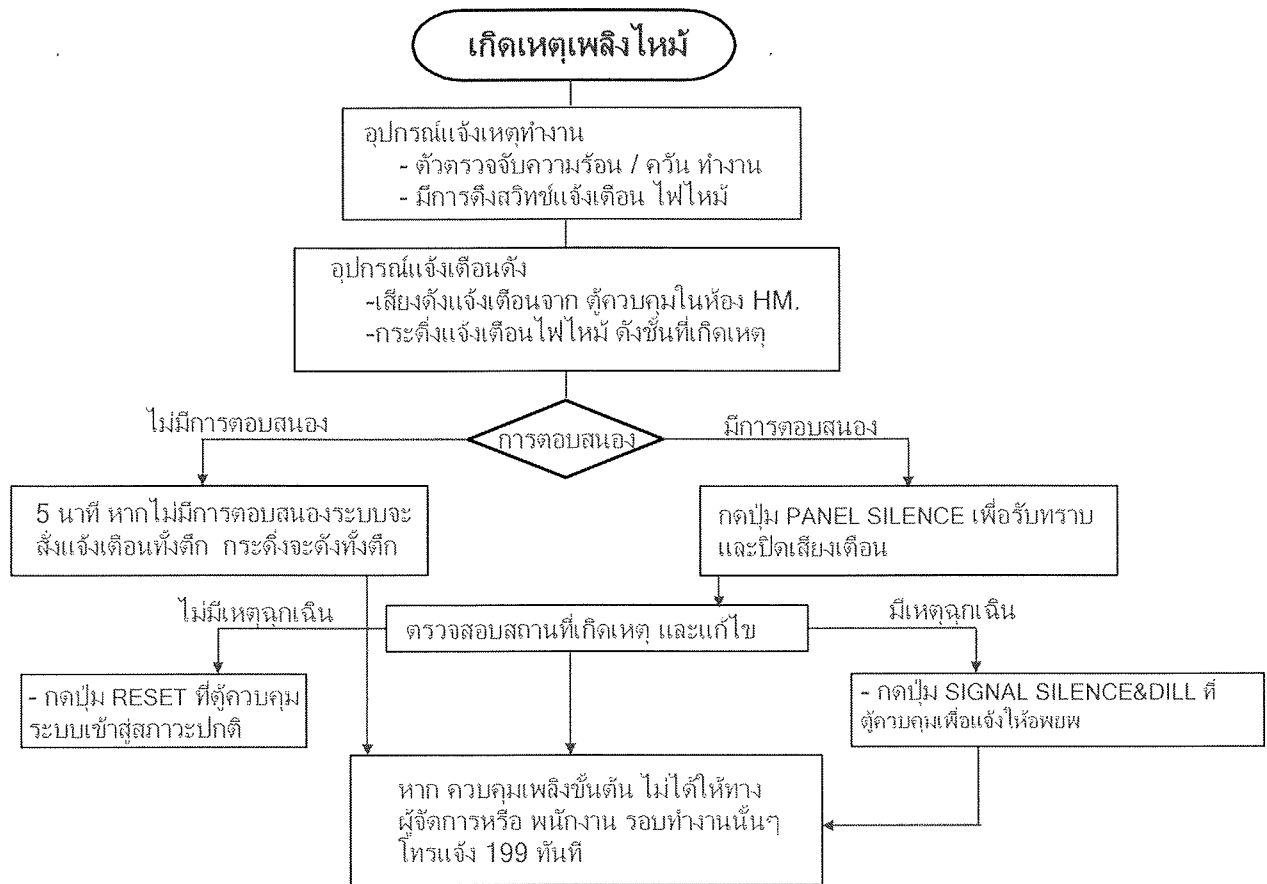 เกิดเหตุเพลิงไหม้
อุปกรณ์แจ้งเหตุทำงาน
- ตัวตรวจจับความร้อน / ควัน ทำงาน
- มีการดึงสวิทช์แจ้งเตือน ไฟไหม้
อุปกรณ์แจ้งเตือนดัง
-เสียงดังแจ้งเตือนจาก ตู้ควบคุมในห้อง HM.
-กระดิ่งแจ้งเตือนไฟไหม้ ดังชั้นที่เกิดเหตุ
ไม่มีการตอบสนอง
การตอบสนอง
มีการตอบสนอง
5 นาที หากไม่มีการตอบสนองระบบจะ
สั่งแจ้งเตือนทั้งตึก กระดิ่งจะดังทั้งตึก
กดปุ่ม PANEL SILENCE เพื่อรับทราบ
และปิดเสียงเตือน
ไม่มีเหตุฉุกเฉิน
ตรวจสอบสถานที่เกิดเหตุ และแก้ไข
มีเหตุฉุกเฉิน
- กดปุ่ม RESET ที่ตู้ควบคุม
ระบบเข้าสู่สภาวะปกติ
- กดปุ่ม SIGNAL SILENCE&DILL ที่
ตู้ควบคุมเพื่อแจ้งให้อพยพ
หาก ควบคุมเพลิงขั้นต้น ไม่ได้ให้ทาง
ผู้จัดการหรือ พนักงาน รอบทำงานนั้นๆ
โทรแจ้ง 199 ทันที